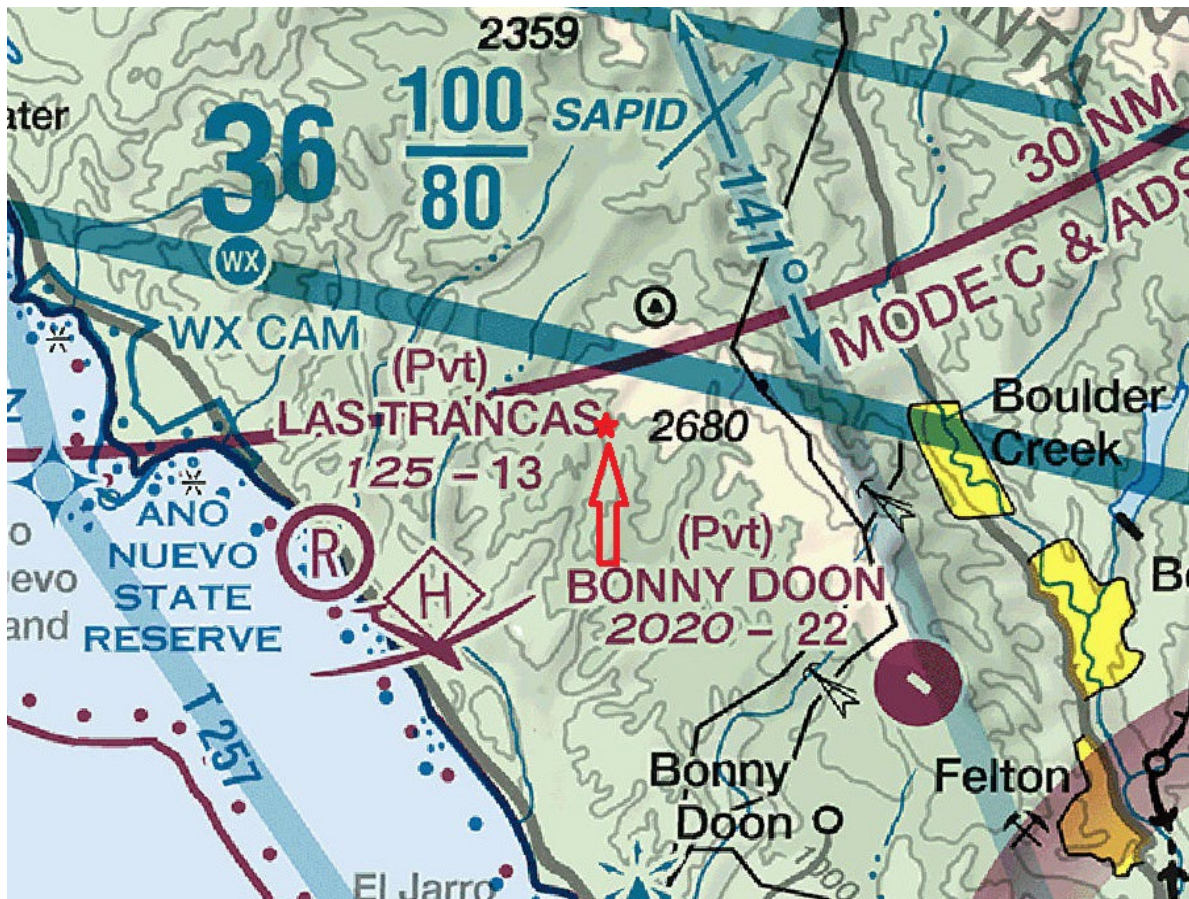 2359
ater
36
100
80
SAPID
30 NM
MODE C & ADS
141°
WX
WX CAM
(Pvt)
LAS TRANCAS
125 - 13
2680
Boulder
Creek
Z
ANO
NUEVO
STATE
RESERVE
o
evo
and
R
H
(Pvt)
BONNY DOON
2020 - 22
T 257
Bonny
Doon
Felton
1000
El Jarro